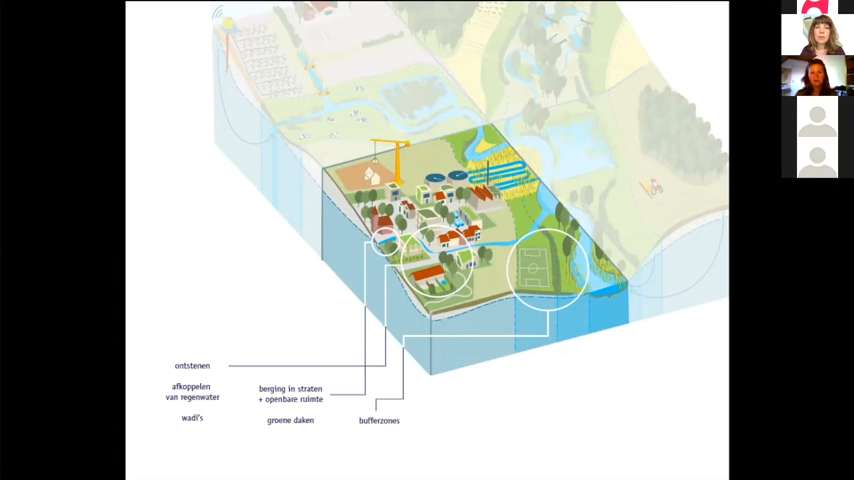 ontstenen
afkoppelen
van regenwater
wadi's
berging in straten
+ openbare ruimte
groene daken
bufferzones